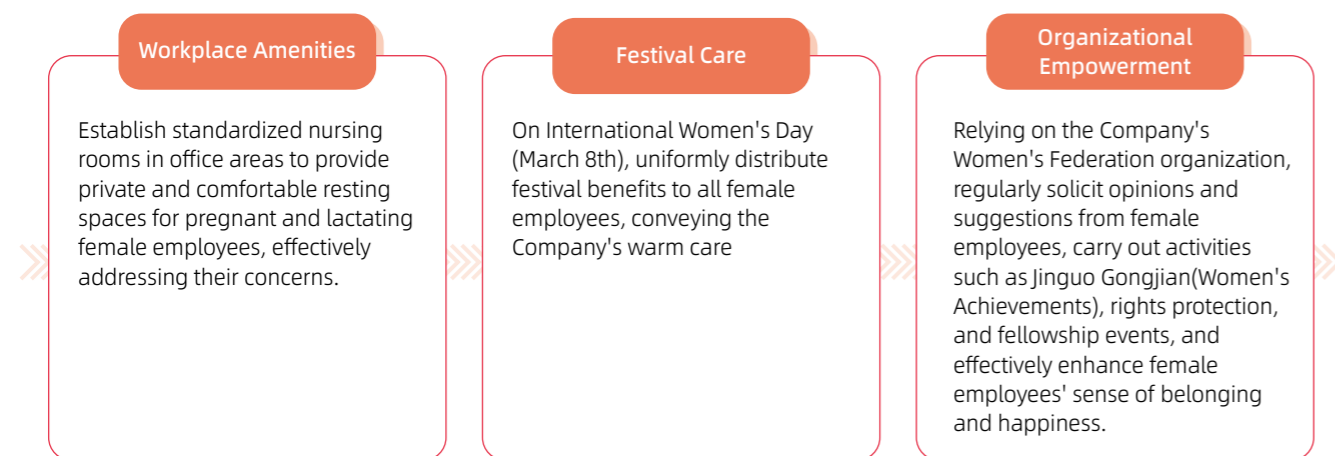 Workplace Amenities
Establish standardized nursing
rooms in office areas to provide
private and comfortable resting
spaces for pregnant and lactating
female employees, effectively
addressing their concerns.
Festival Care
On International Women's Day
(March 8th), uniformly distribute
festival benefits to all female
employees, conveying the
Company's warm care
Organizational
Empowerment
Relying on the Company's
Women's Federation organization,
regularly solicit opinions and
suggestions from female
employees, carry out activities
such as Jinguo Gongjian(Women's
Achievements), rights protection,
and fellowship events, and
effectively enhance female
employees' sense of belonging
and happiness.